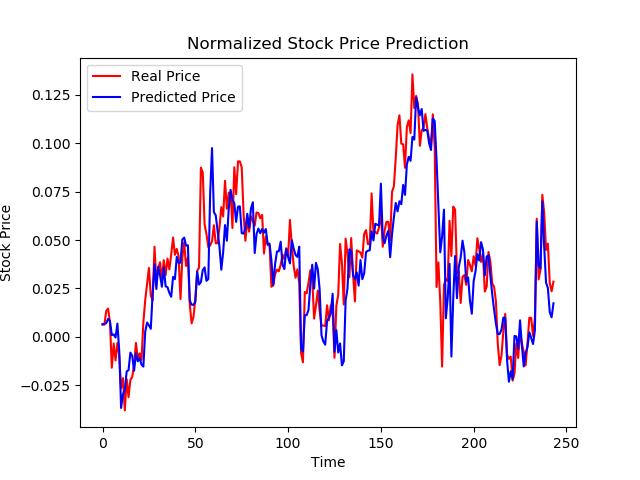 Normalized Stock Price Prediction
Real Price
Predicted Price
Stock Price
0.125
0.100
0.075
0.050
0.025
0.000
−0.025
0 50 100 150 200 250
Time